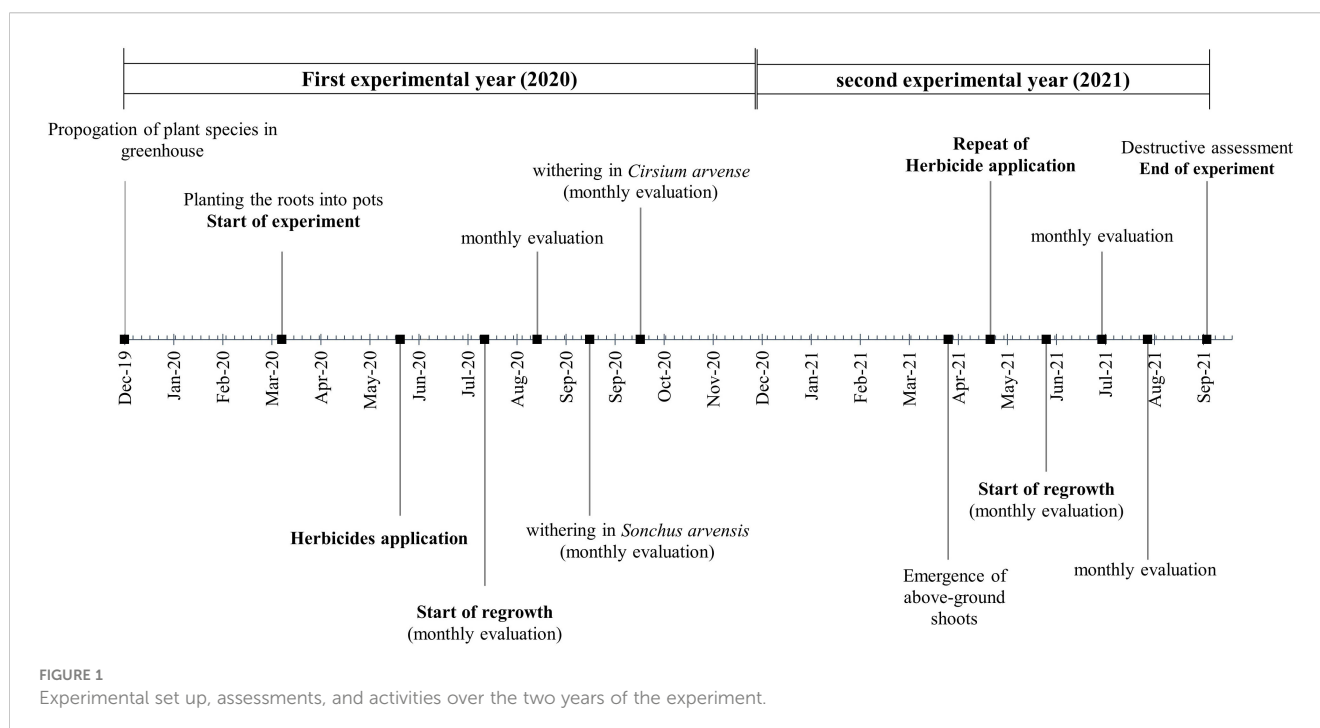 First experimental year (2020)
second experimental year (2021)
Propogation of plant species in
greenhouse
Planting the roots into pots
Start of experiment
monthly evaluation
withering in Cirsium arvense
(monthly evaluation)
Repeat of
Herbicide application
monthly evaluation
Destructive assessment
End of experiment
Dec-19
Jan-20
Feb-20
Mar-20
Apr-20
May-20
Jun-20
Jul-20
Aug-20
Sep-20
Sep-20
Oct-20
Nov-20
Dec-20
Jan-21
Feb-21
Mar-21
Apr-21
May-21
Jun-21
Jul-21
Aug-21
Sep-21
Herbicides application
Start of regrowth
(monthly evaluation)
withering in Sonchus arvensis
(monthly evaluation)
Emergence of
above-ground
shoots
Start of regrowth
(monthly evaluation)
monthly evaluation
FIGURE 1
Experimental set up, assessments, and activities over the two years of the experiment.